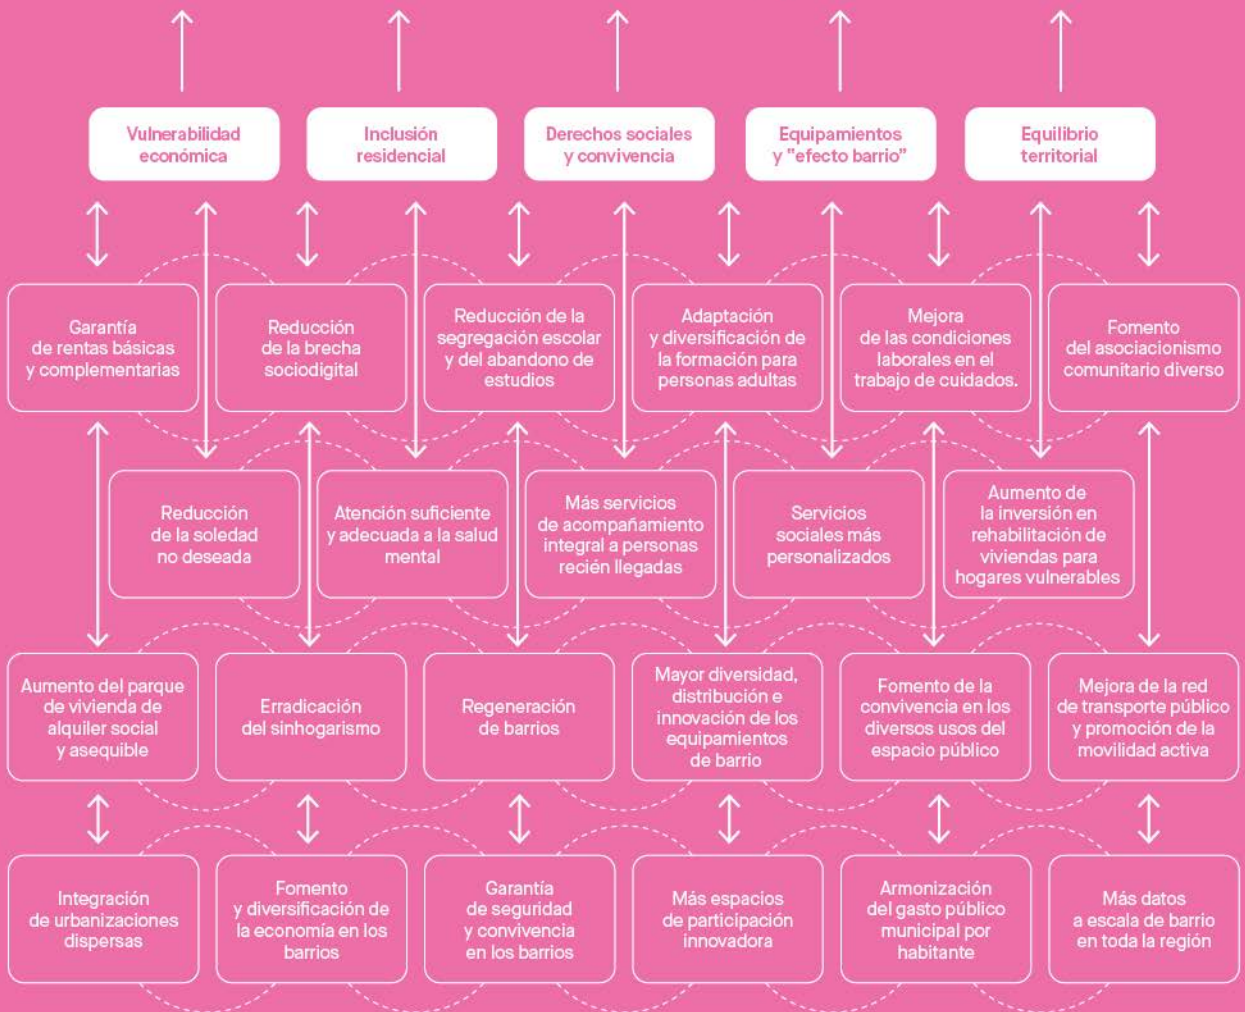 Vulnerabilidad
económica
Inclusión
residencial
Derechos sociales
y convivencia
Equipamientos
y "efecto barrio"
Equilibrio
territorial
Garantía
de rentas básicas
y complementarias
Reducción
de la brecha
sociodigital
Reducción de la
segregación escolar
y del abandono de
estudios
Adaptación
y diversificación de
la formación para
personas adultas
Mejora
de las condiciones
laborales en el
trabajo de cuidados.
Fomento
del asociacionismo
comunitario diverso
Reducción
de la soledad
no deseada
Atención suficiente
y adecuada a la salud
mental
Más servicios
de acompañamiento
integral a personas
recién llegadas
Servicios
sociales más
personalizados
Aumento de
la inversión en
rehabilitación de
viviendas para
hogares vulnerables
Aumento del parque
de vivienda de
alquiler social
y asequible
Erradicación
del sinhogarismo
Regeneración
de barrios
Mayor diversidad,
distribución e
innovación de los
equipamientos
de barrio
Fomento de la
convivencia en los
diversos usos del
espacio público
Mejora de la red
de transporte público
y promoción de la
movilidad activa
Integración
de urbanizaciones
dispersas
Fomento
y diversificación de
la economía en los
barrios
Garantía
de seguridad
y convivencia
en los barrios
Más espacios
de participación
innovadora
Armonización
del gasto público
municipal por
habitante
Más datos
a escala de barrio
en toda la región